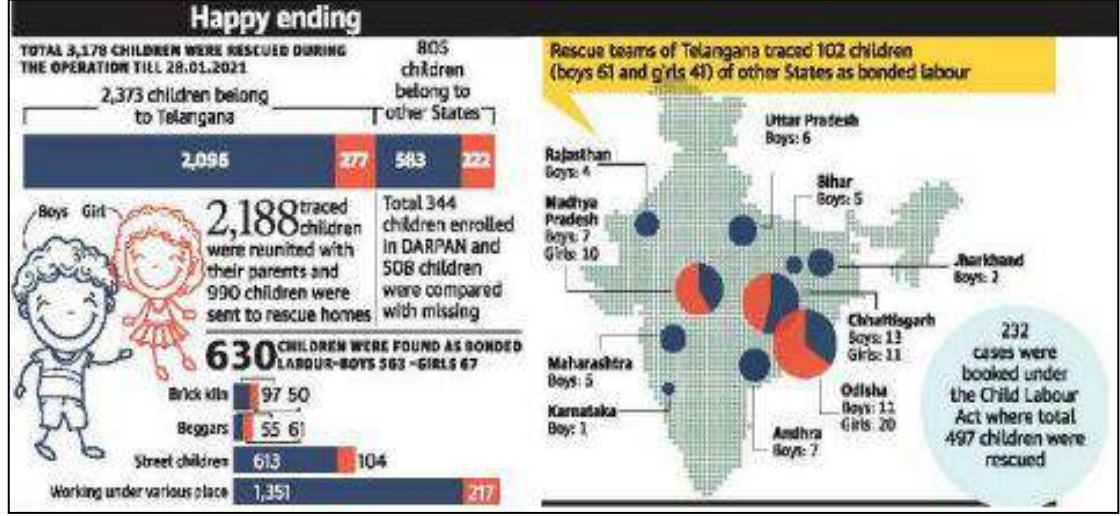 Happy ending
TOTAL 3,178 CHILDREN WERE RESCUED DURING
THE OPERATION TILL 28.01.2021
2,373 children belong
to Telangana
805
children
belong to
other States
2,096 277 583 222
Boys Girl
2,188 traced
children
were reunited with
their parents and
990 children were
sent to rescue homes
Total 344
children enrolled
in DARPAN and
508 children
were compared
with missing
630 CHILDREN WERE FOUND AS BONDED
LABOUR-BOYS 563 -GIRLS 67
Brick kiln 97 50
Beggars 55 61
Street children 613 104
Working under various place 1,351 217
Rescue teams of Telangana traced 102 children
(boys 61 and girls 41) of other States as bonded labour
Uttar Pradesh
Boys: 6
Rajasthan
Boys: 4
Bihar
Boys: 5
Madhya
Pradesh
Boys: 7
Girls: 10
Jharkhand
Boys: 2
Chhattisgarh
Boys: 13
Girls: 11
Maharashtra
Boys: 5
Odisha
Boys: 11
Girls: 20
Karnataka
Boy: 1
Andhra
Boys: 7
232
cases were
booked under
the Child Labour
Act where total
497 children were
rescued